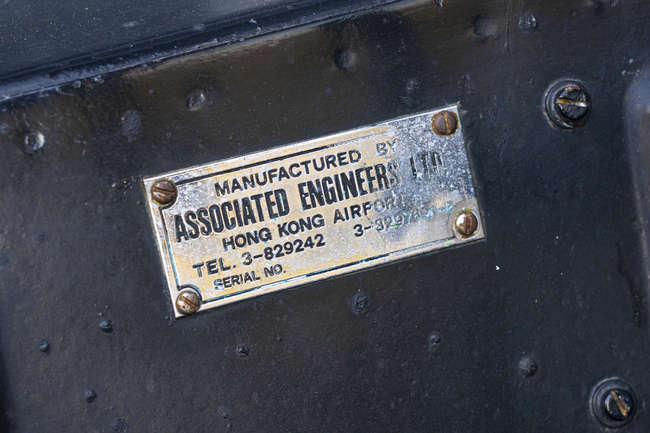 MANUFACTURED BY
ASSOCIATED ENGINEERS LTD.
HONG KONG AIRPORT
TEL. 3-829242
SERIAL NO.